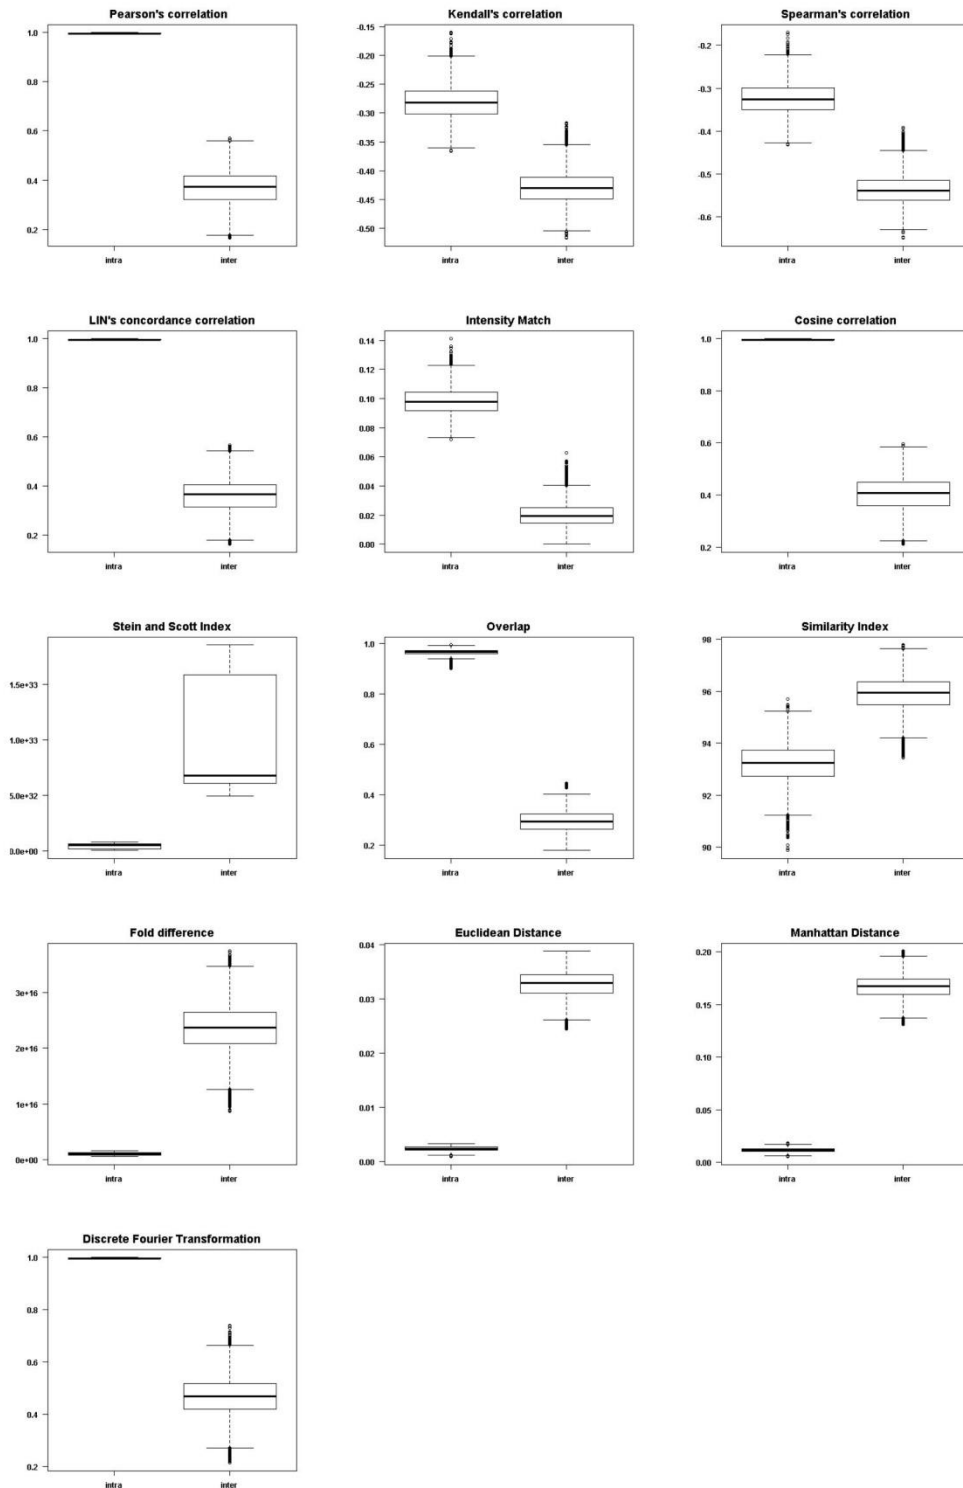 Pearson's correlation
1.0
0.8
0.6
0.4
0.2
intra
inter
Kendall's correlation
-0.15
-0.20
-0.25
-0.30
-0.35
-0.40
-0.45
-0.50
intra
inter
Spearman's correlation
-0.2
-0.3
-0.4
-0.5
-0.6
intra
inter
LIN's concordance correlation
1.0
0.8
0.6
0.4
0.2
intra
inter
Intensity Match
0.14
0.12
0.10
0.08
0.06
0.04
0.02
0.00
intra
inter
Cosine correlation
1.0
0.8
0.6
0.4
0.2
intra
inter
Stein and Scott Index
1.5e+33
1.0e+33
5.0e+32
0.0e+00
intra
inter
Overlap
1.0
0.8
0.6
0.4
0.2
intra
inter
Similarity Index
98
96
94
92
90
intra
inter
Fold difference
3e+16
2e+16
1e+16
0e+00
intra
inter
Euclidean Distance
0.04
0.03
0.02
0.01
0.00
intra
inter
Manhattan Distance
0.20
0.15
0.10
0.05
0.00
intra
inter
Discrete Fourier Transformation
1.0
0.8
0.6
0.4
0.2
intra
inter